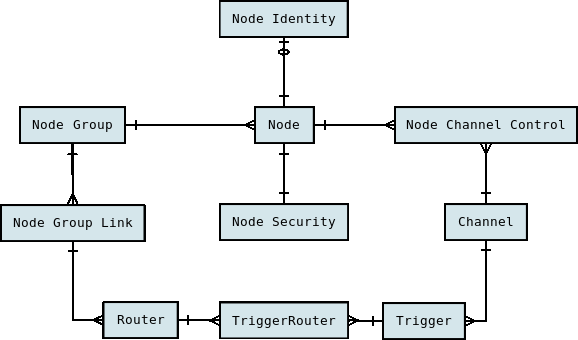 Node Identity
Node Group
Node
Node Channel Control
Node Group Link
Node Security
Channel
Router
TriggerRouter
Trigger